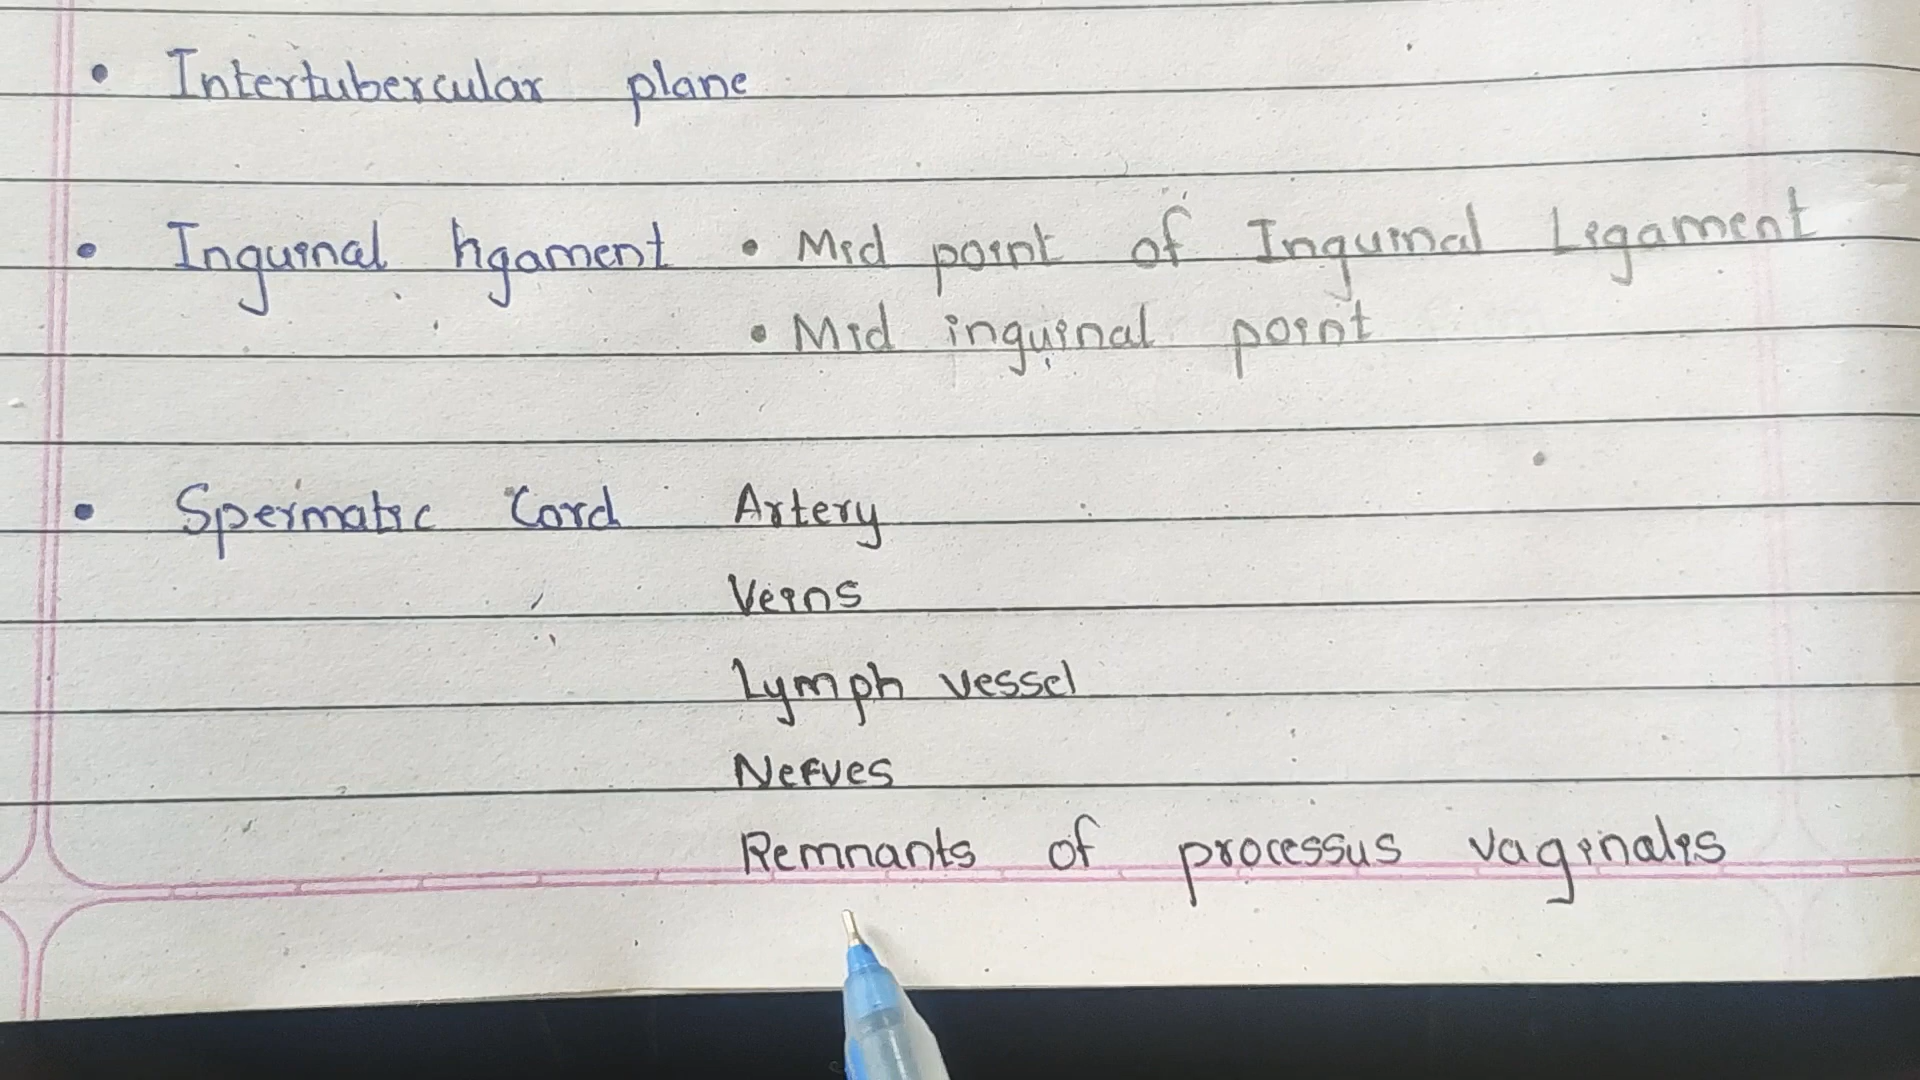 • Intertubercular plane
• Inguinal ligament • Mid point of Inguinal Ligament
• Mid inguinal point
• Spermatic Cord Artery
Veins
Lymph vessel
Nerves
Remnants of processus vaginalis